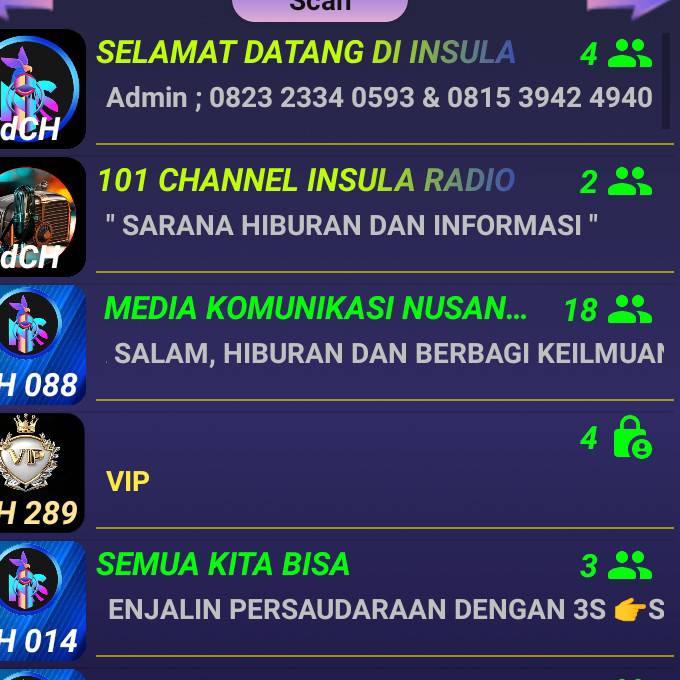 Scan
SELAMAT DATANG DI INSULA
4
Admin ; 0823 2334 0593 & 0815 3942 4940
dCH
101 CHANNEL INSULA RADIO
2
" SARANA HIBURAN DAN INFORMASI "
dCH
MEDIA KOMUNIKASI NUSAN...
18
. SALAM, HIBURAN DAN BERBAGI KEILMUAN
H 088
4
VIP
VIP
H 289
SEMUA KITA BISA
3
ENJALIN PERSAUDARAAN DENGAN 3S 👉S
H 014